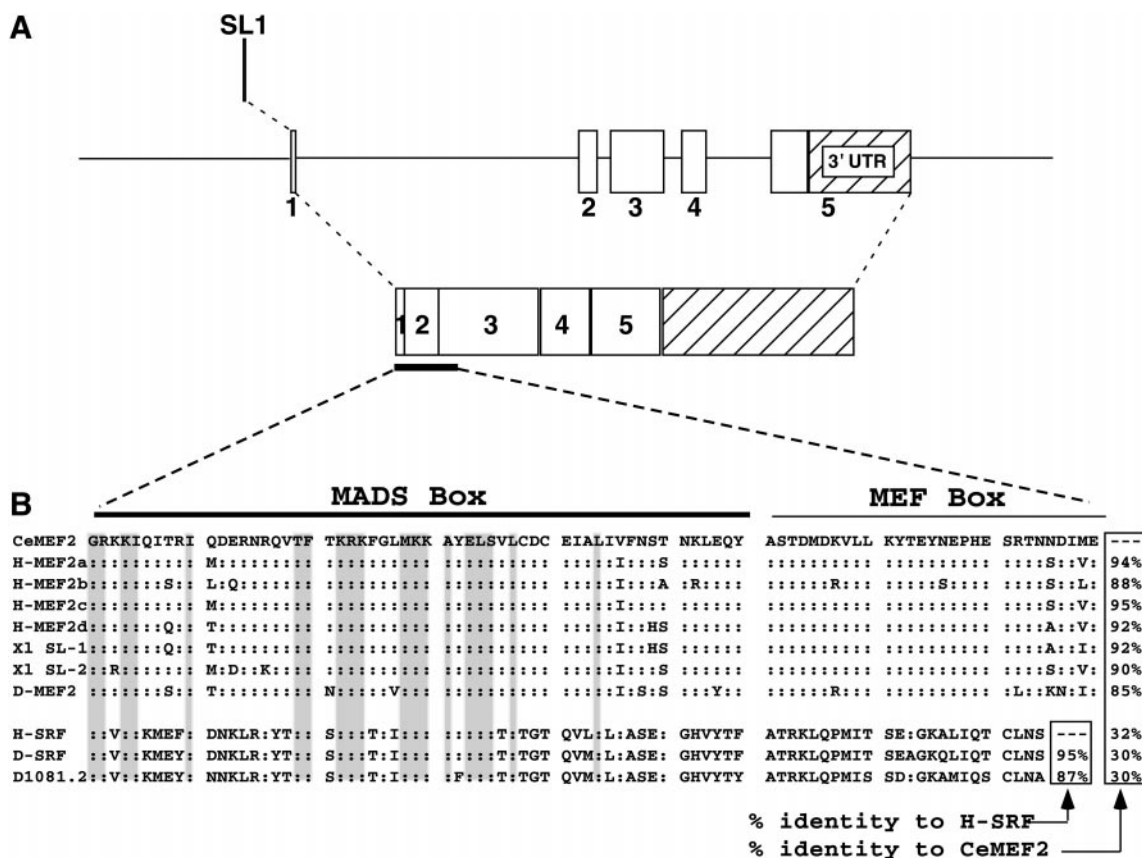 A
SL1
3' UTR
1 2 3 4 5
1 2 3 4 5
B MADS Box MEF Box
CeMEF2 GRKKIQITRI QDERNRQVTF TKRKFGLMKK AYELSVLCDC EIALIVFNST NKLEQY ASTDMDKVLL KYTEYNEPHE SRTNNDIME ---
H-MEF2a :::::::::: M::::::::: :::::::::: :::::::::: ::::::I:::S :::::: :::::::::: :::::::::: :::::S::V: 94%
H-MEF2b :::::::S:: L:Q::::::: :::::::::: :::::::::: ::::::::::A :R:::: ::::::R::: ::::::S::: :::::S::L: 88%
H-MEF2c :::::::::: M::::::::: :::::::::: :::::::::: ::::::I:::: :::::: :::::::::: :::::::::: :::::S::V: 95%
H-MEF2d :::::::Q:: T::::::::: :::::::::: :::::::::: ::::::I::HS :::::: :::::::::: :::::::::: :::::A::V: 92%
Xl SL-1 :::::::Q:: T::::::::: :::::::::: :::::::::: ::::::I::HS :::::: :::::::::: :::::::::: :::::A::I: 92%
Xl SL-2 ::R::::::: M:D::K:::: :::::::::: :::::::::: ::::::I:::S :::::: :::::::::: :::::::::: :::::S::V: 90%
D-MEF2 :::::::S:: T::::::::: N:::::V::: :::::::::: ::::::I:S:S :::Y:: ::::::R::: :::::::::: :::L::KN:I: 85%
H-SRF ::V::KMEF: DNKLR:YT:: S:::T:I::: :::::::T:TGT QVL:L:ASE: GHVYTF ATRKLQPMIT SE:GKALIQT CLNS --- 32%
D-SRF ::V::KMEY: DNKLR:YT:: S:::T:I::: :::::::T:TGT QVM:L:ASE: GHVYTF ATRKLQPMIT SEAGKQLIQT CLNS 95% 30%
D1081.2 ::V::KMEY: NNKLR:YT:: S:::T:I::: :F:::::T:TGT QVM:L:ASE: GHVYTY ATRKLQPMIS SD:GKAMIQS CLNA 87% 30%
% identity to H-SRF
% identity to CeMEF2